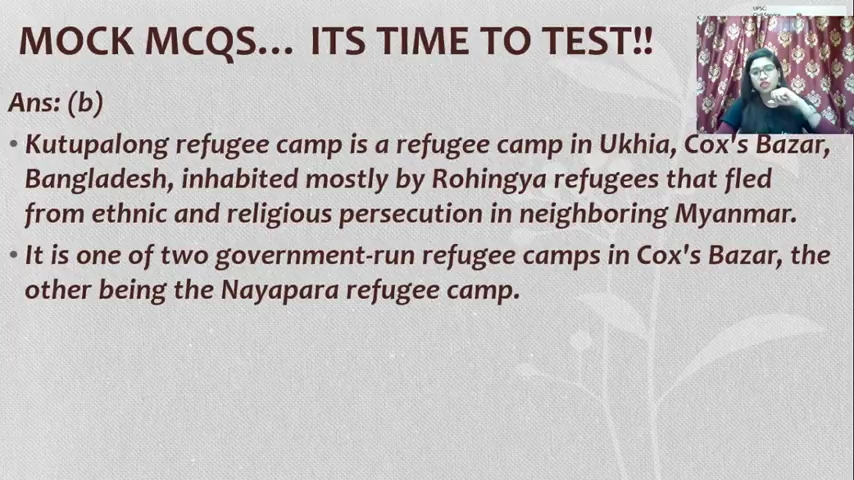 UPSC
MOCK MCQS... ITS TIME TO TEST!!
Ans: (b)
• Kutupalong refugee camp is a refugee camp in Ukhia, Cox's Bazar,
Bangladesh, inhabited mostly by Rohingya refugees that fled
from ethnic and religious persecution in neighboring Myanmar.
• It is one of two government-run refugee camps in Cox's Bazar, the
other being the Nayapara refugee camp.